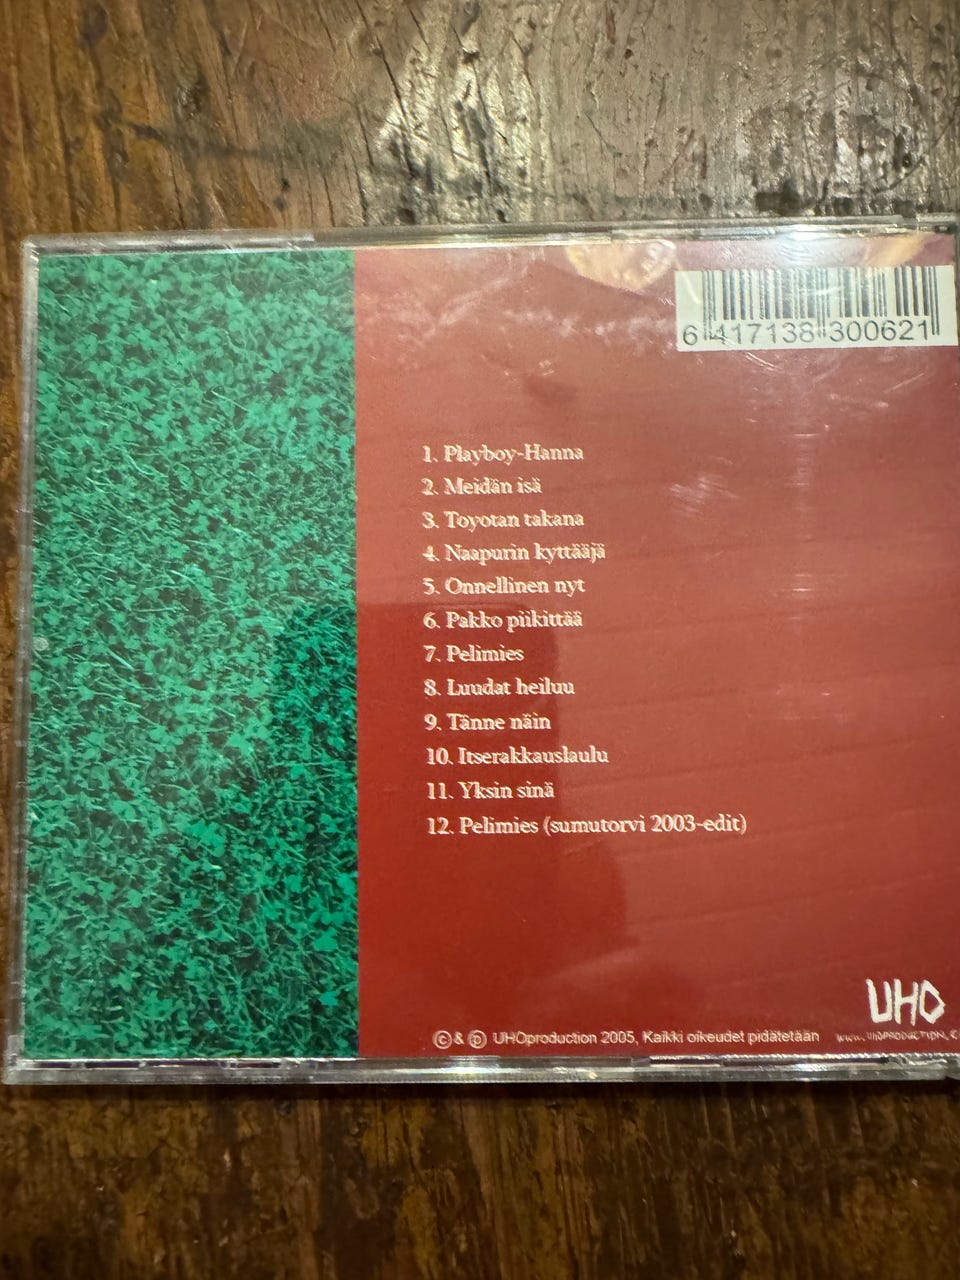 6 417138 300621
1. Playboy-Hanna
2. Meidän isä
3. Toyotan takana
4. Naapurin kyttääjä
5. Onnellinen nyt
6. Pakko piikittää
7. Pelimies
8. Luudat heiluu
9. Tänne näin
10. Itserakkauslaulu
11. Yksin sinä
12. Pelimies (sumutorvi 2003-edit)
UHO
© & ℗ UHOproduction 2005, Kaikki oikeudet pidätetään